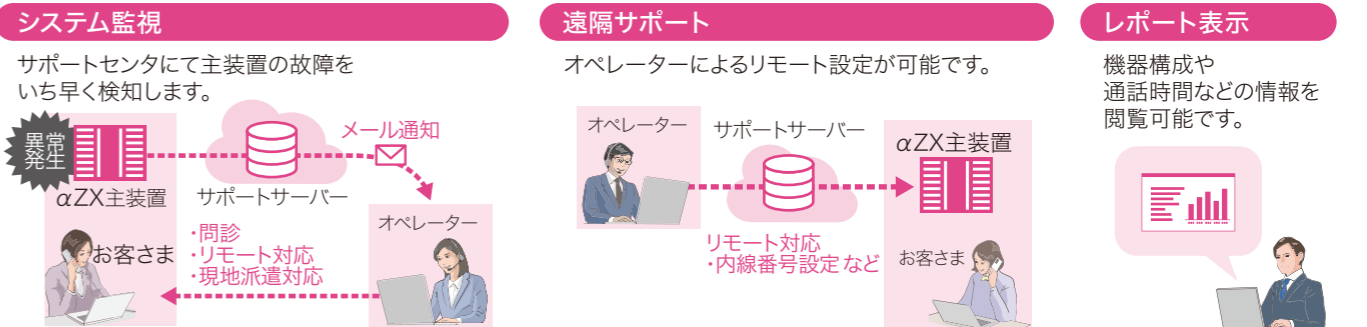 システム監視
サポートセンタにて主装置の故障を
いち早く検知します。
異常
発生
αZX主装置
サポートサーバー
メール通知
オペレーター
お客さま
・問診
・リモート対応
・現地派遣対応
遠隔サポート
オペレーターによるリモート設定が可能です。
オペレーター
サポートサーバー
αZX主装置
リモート対応
・内線番号設定など
お客さま
レポート表示
機器構成や
通話時間などの情報を
閲覧可能です。